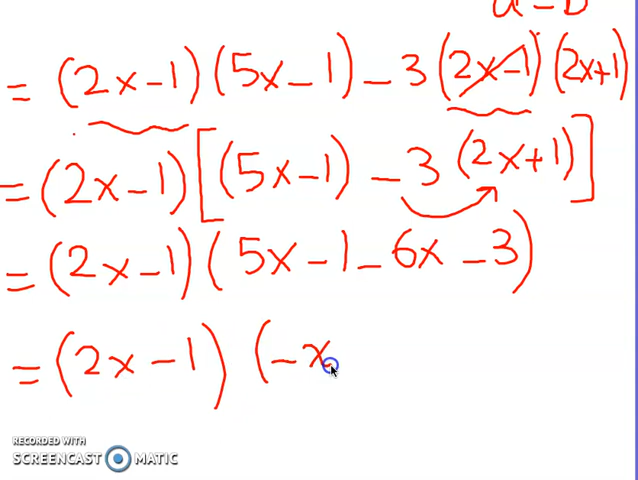 a - b
= (2x-1)(5x-1) - 3(2x-1)(2x+1)
= (2x-1)[(5x-1) - 3(2x+1)]
= (2x-1)(5x-1-6x-3)
= (2x-1)(-x
RECORDED WITH
SCREENCAST MATIC